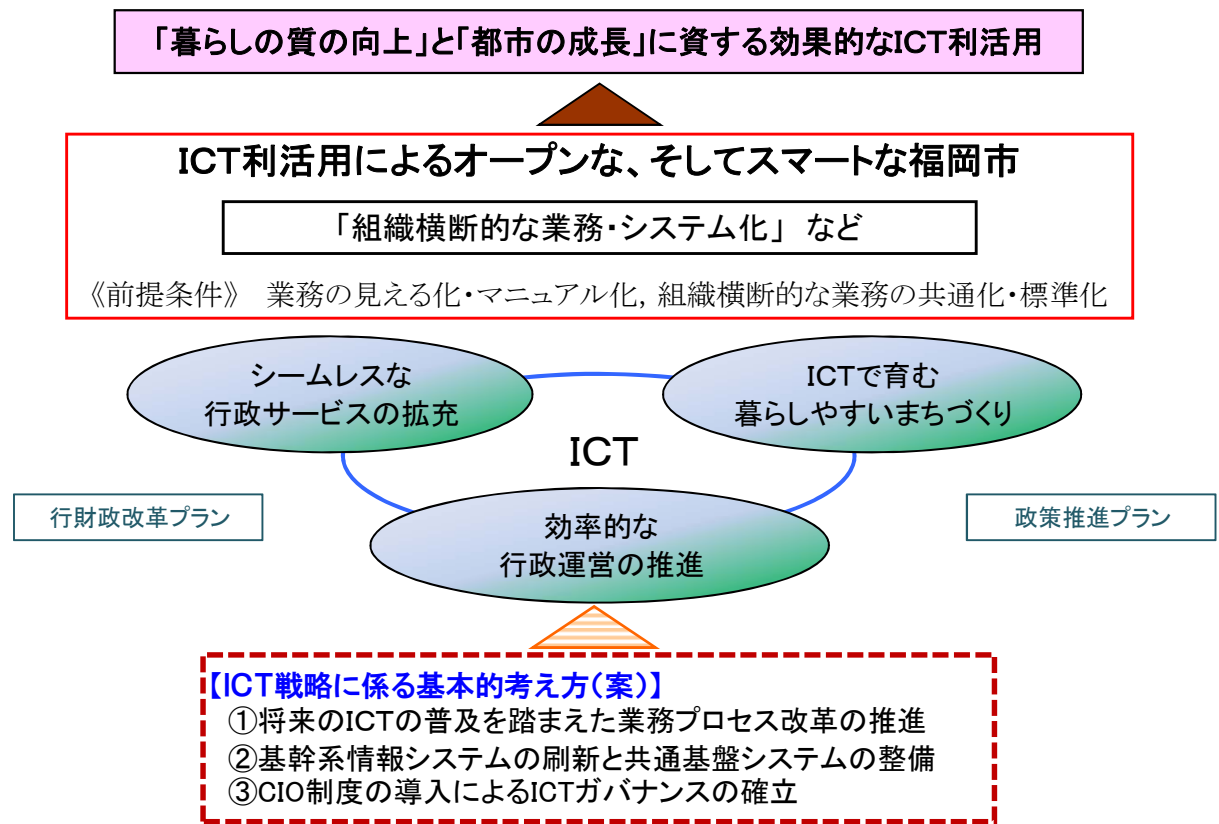 「暮らしの質の向上」と「都市の成長」に資する効果的なICT利活用
ICT利活用によるオープンな、そしてスマートな福岡市
「組織横断的な業務・システム化」 など
《前提条件》 業務の見える化・マニュアル化, 組織横断的な業務の共通化・標準化
シームレスな
行政サービスの拡充
ICTで育む
暮らしやすいまちづくり
ICT
行財政改革プラン
政策推進プラン
効率的な
行政運営の推進
【ICT戦略に係る基本的考え方(案)】
①将来のICTの普及を踏まえた業務プロセス改革の推進
②基幹系情報システムの刷新と共通基盤システムの整備
③CIO制度の導入によるICTガバナンスの確立